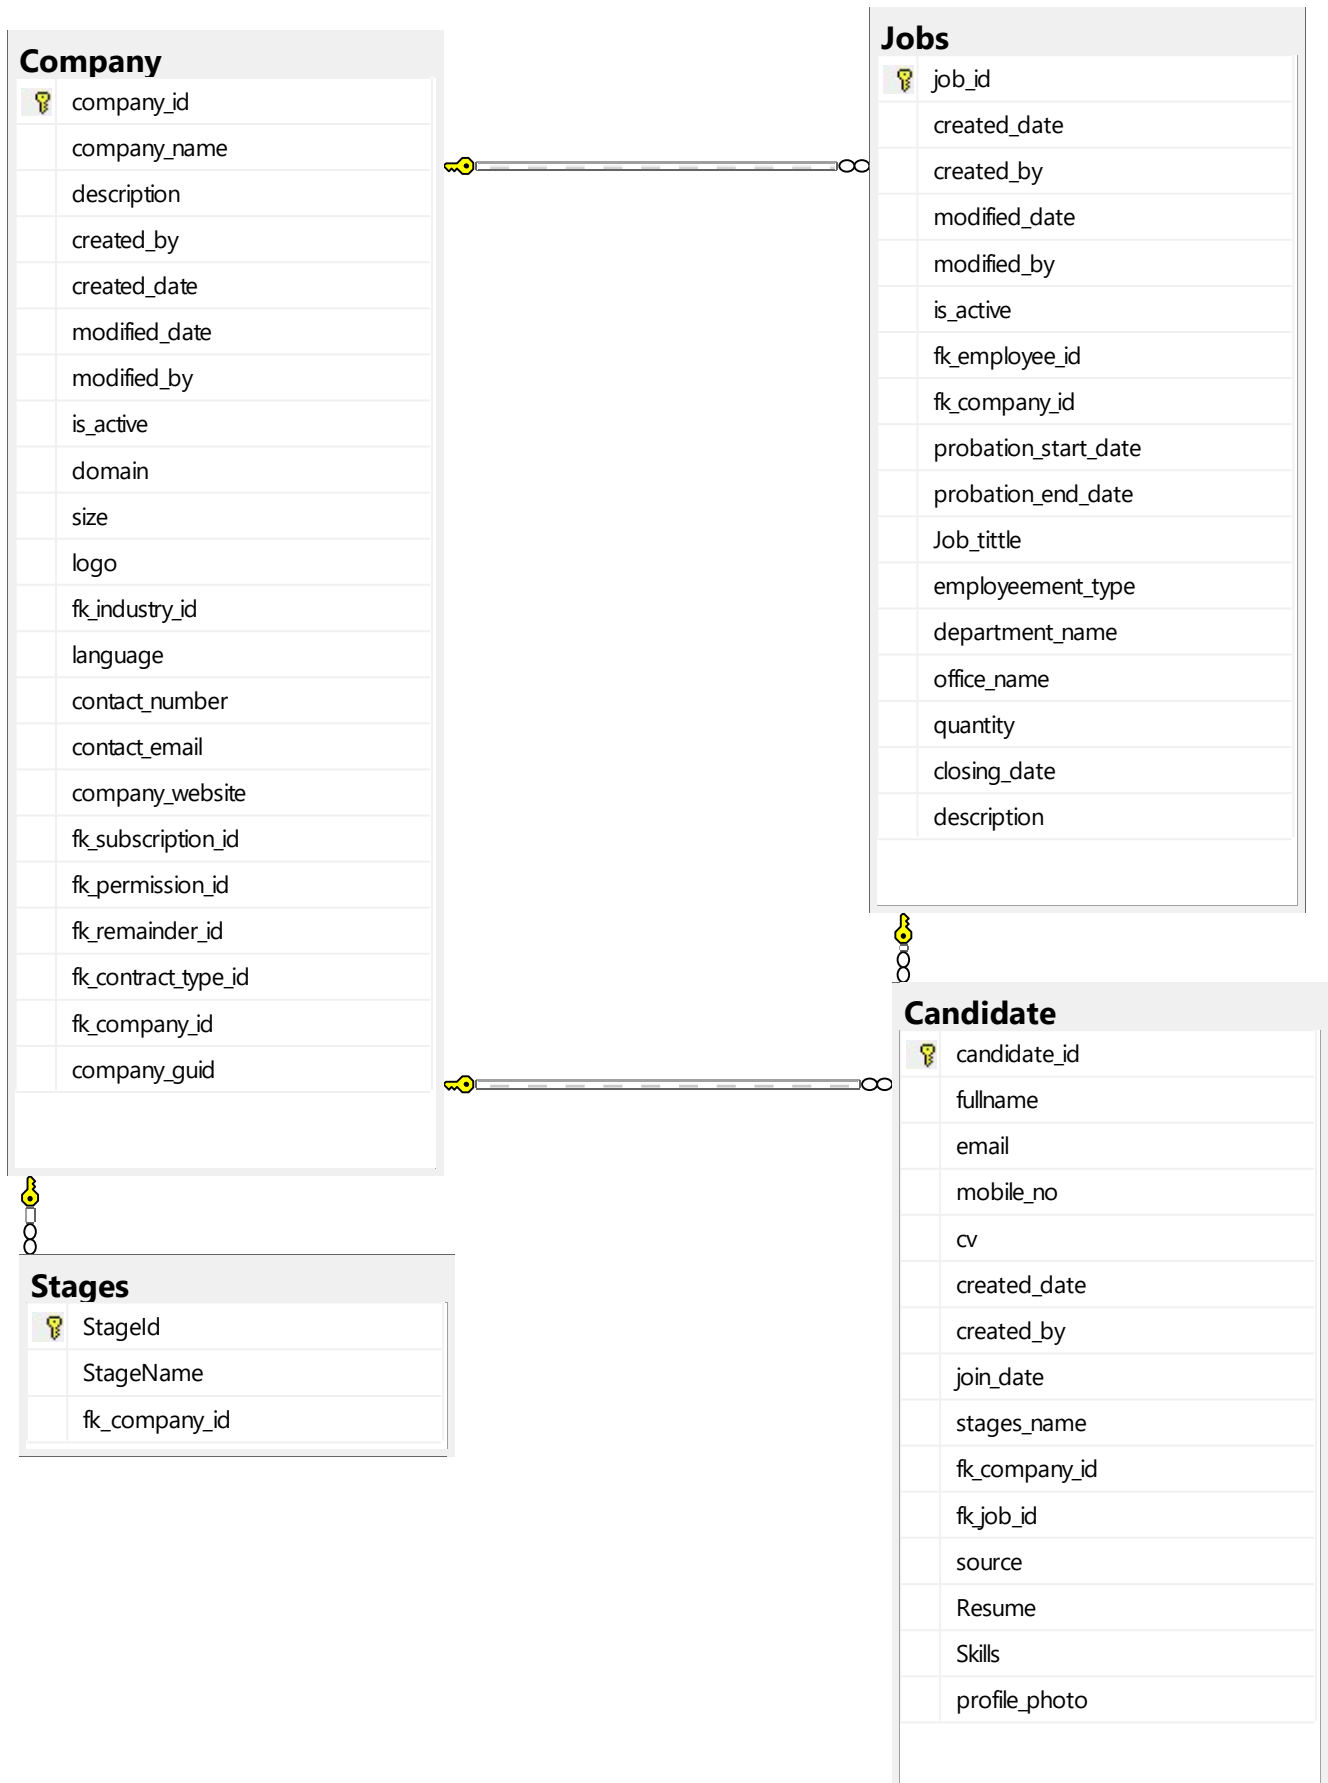 Company
company_id
company_name
description
created_by
created_date
modified_date
modified_by
is_active
domain
size
logo
fk_industry_id
language
contact_number
contact_email
company_website
fk_subscription_id
fk_permission_id
fk_remainder_id
fk_contract_type_id
fk_company_id
company_guid
Jobs
job_id
created_date
created_by
modified_date
modified_by
is_active
fk_employee_id
fk_company_id
probation_start_date
probation_end_date
Job_tittle
employeement_type
department_name
office_name
quantity
closing_date
description
Stages
StageId
StageName
fk_company_id
Candidate
candidate_id
fullname
email
mobile_no
cv
created_date
created_by
join_date
stages_name
fk_company_id
fk_job_id
source
Resume
Skills
profile_photo